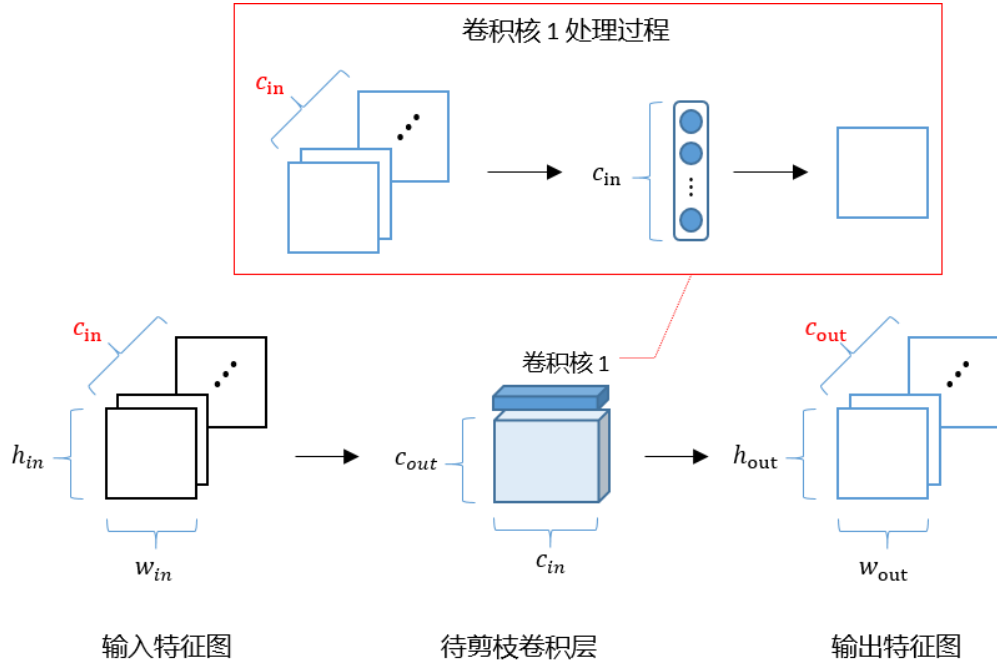 卷积核 1 处理过程
c_in
c_in
卷积核 1
c_in
c_out
h_in
c_out
h_out
w_in
c_in
w_out
输入特征图
待剪枝卷积层
输出特征图